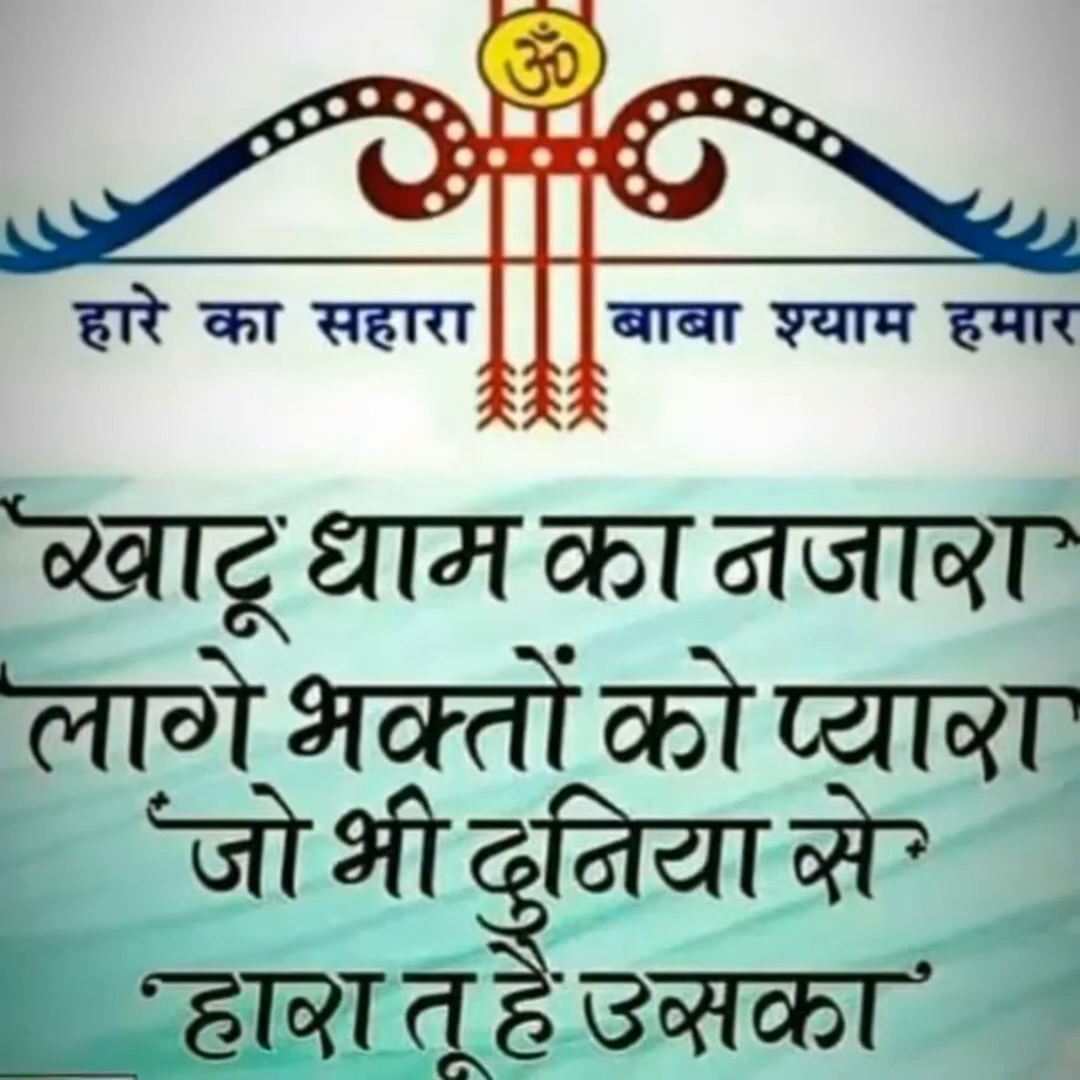 ॐ
हारे का सहारा बाबा श्याम हमार
खाटू धाम का नजारा
लागे भक्तों को प्यारा
जो भी दुनिया से
हारा तू है उसका